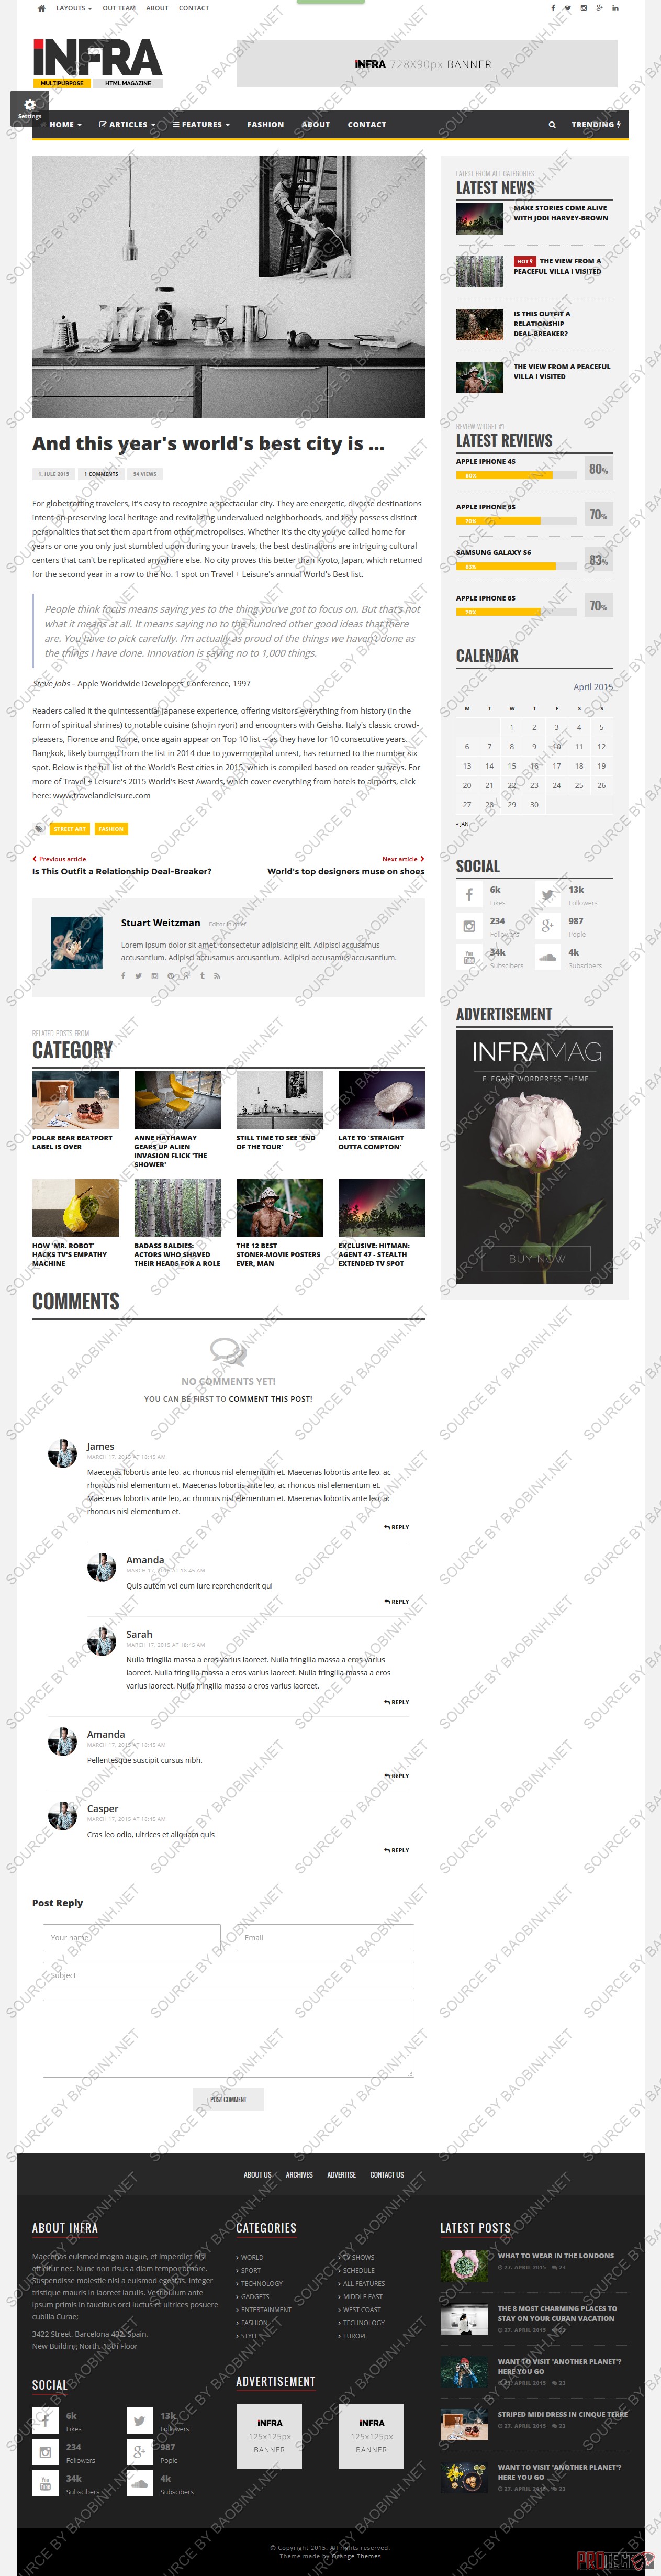 LAYOUTS OUT TEAM ABOUT CONTACT
INFRA
MULTIPURPOSE HTML MAGAZINE
INFRA 728X90px BANNER
Settings
HOME ARTICLES FEATURES FASHION ABOUT CONTACT TRENDING
LATEST FROM ALL CATEGORIES
LATEST NEWS
MAKE STORIES COME ALIVE
WITH JODI HARVEY-BROWN
HOT THE VIEW FROM A
PEACEFUL VILLA I VISITED
IS THIS OUTFIT A
RELATIONSHIP
DEAL-BREAKER?
THE VIEW FROM A PEACEFUL
VILLA I VISITED
And this year's world's best city is ...
1. JULE 2015 1 COMMENTS 54 VIEWS
For globetrotting travelers, it's easy to recognize a spectacular city. They are energetic, diverse destinations
intent on preserving local heritage and revitalizing undervalued neighborhoods, and they possess distinct
personalities that set them apart from other metropolises. Whether it's the city you've called home for
years or one you only just stumbled upon during your travels, the best destinations are intriguing cultural
centers that can't be replicated anywhere else. No city proves this better than Kyoto, Japan, which returned
for the second year in a row to the No. 1 spot on Travel + Leisure's annual World's Best list.
People think focus means saying yes to the thing you've got to focus on. But that's not
what it means at all. It means saying no to the hundred other good ideas that there
are. You have to pick carefully. I'm actually as proud of the things we haven't done as
the things I have done. Innovation is saying no to 1,000 things.
Steve Jobs – Apple Worldwide Developers' Conference, 1997
Readers called it the quintessential Japanese experience, offering visitors everything from history (in the
form of spiritual shrines) to notable cuisine (shojin ryori) and encounters with Geisha. Italy's classic crowd-
pleasers, Florence and Rome, once again appear on Top 10 list -- as they have for 10 consecutive years.
Bangkok, likely bumped from the list in 2014 due to governmental unrest, has returned to the number six
spot. Below is the full list of the World's Best cities in 2015, which is compiled based on reader surveys. For
more of Travel + Leisure's 2015 World's Best Awards, which cover everything from hotels to airports, click
here: www.travelandleisure.com
STREET ART FASHION
Previous article Next article
Is This Outfit a Relationship Deal-Breaker? World's top designers muse on shoes
Stuart Weitzman Editor in chief
Lorem ipsum dolor sit amet, consectetur adipisicing elit. Adipisci accusamus
accusantium. Adipisci accusamus accusantium. Adipisci accusamus accusantium.
RELATED POSTS FROM
CATEGORY
POLAR BEAR BEATPORT
LABEL IS OVER
ANNE HATHAWAY
GEARS UP ALIEN
INVASION FLICK 'THE
SHOWER'
STILL TIME TO SEE 'END
OF THE TOUR'
LATE TO 'STRAIGHT
OUTTA COMPTON'
HOW 'MR. ROBOT'
HACKS TV'S EMPATHY
MACHINE
BADASS BALDIES:
ACTORS WHO SHAVED
THEIR HEADS FOR A ROLE
THE 12 BEST
STONER-MOVIE POSTERS
EVER, MAN
EXCLUSIVE: HITMAN:
AGENT 47 - STEALTH
EXTENDED TV SPOT
REVIEW WIDGET #1
LATEST REVIEWS
APPLE IPHONE 4S
80% 80%
APPLE IPHONE 6S
70% 70%
SAMSUNG GALAXY S6
83% 83%
APPLE IPHONE 6S
70% 70%
CALENDAR
April 2015
M T W T F S S
1 2 3 4 5
6 7 8 9 10 11 12
13 14 15 16 17 18 19
20 21 22 23 24 25 26
27 28 29 30
« JAN
SOCIAL
6k 13k
Likes Followers
234 987
Followers Pople
34k 4k
Subscibers Subscibers
ADVERTISEMENT
INFRAMAG
ELEGANT WORDPRESS THEME
BUY NOW
COMMENTS
NO COMMENTS YET!
YOU CAN BE FIRST TO COMMENT THIS POST!
James
MARCH 17, 2015 AT 18:45 AM
Maecenas lobortis ante leo, ac rhoncus nisl elementum et. Maecenas lobortis ante leo, ac
rhoncus nisl elementum et. Maecenas lobortis ante leo, ac rhoncus nisl elementum et.
Maecenas lobortis ante leo, ac rhoncus nisl elementum et. Maecenas lobortis ante leo, ac
rhoncus nisl elementum et.
REPLY
Amanda
MARCH 17, 2015 AT 18:45 AM
Quis autem vel eum iure reprehenderit qui
REPLY
Sarah
MARCH 17, 2015 AT 18:45 AM
Nulla fringilla massa a eros varius laoreet. Nulla fringilla massa a eros varius
laoreet. Nulla fringilla massa a eros varius laoreet. Nulla fringilla massa a eros
varius laoreet. Nulla fringilla massa a eros varius laoreet.
REPLY
Amanda
MARCH 17, 2015 AT 18:45 AM
Pellentesque suscipit cursus nibh.
REPLY
Casper
MARCH 17, 2015 AT 18:45 AM
Cras leo odio, ultrices et aliquam quis
REPLY
Post Reply
Your name Email
Subject
POST COMMENT
ABOUT US ARCHIVES ADVERTISE CONTACT US
ABOUT INFRA
Maecenas euismod magna augue, et imperdiet nisl
efficitur nec. Nunc non risus a diam tempor ornare.
Suspendisse molestie nisi a euismod egestas. Integer
tristique mauris in laoreet iaculis. Vestibulum ante
ipsum primis in faucibus orci luctus et ultrices posuere
cubilia Curae;
3422 Street, Barcelona 432, Spain,
New Building North, 15th Floor
SOCIAL
6k 13k
Likes Followers
234 987
Followers Pople
34k 4k
Subscibers Subscibers
CATEGORIES
WORLD TV SHOWS
SPORT SCHEDULE
TECHNOLOGY ALL FEATURES
GADGETS MIDDLE EAST
ENTERTAINMENT WEST COAST
FASHION TECHNOLOGY
STYLE EUROPE
ADVERTISEMENT
INFRA INFRA
125x125px 125x125px
BANNER BANNER
LATEST POSTS
WHAT TO WEAR IN THE LONDONS
27. APRIL 2015 22
THE 8 MOST CHARMING PLACES TO
STAY ON YOUR CUBAN VACATION
27. APRIL 2015 22
WANT TO VISIT 'ANOTHER PLANET'?
HERE YOU GO
27. APRIL 2015 22
STRIPED MIDI DRESS IN CINQUE TERRE
27. APRIL 2015 22
WANT TO VISIT 'ANOTHER PLANET'?
HERE YOU GO
27. APRIL 2015 22
© Copyright 2015. All rights reserved.
Theme made by Orange Themes
SOURCE BY BAOBINH.NET